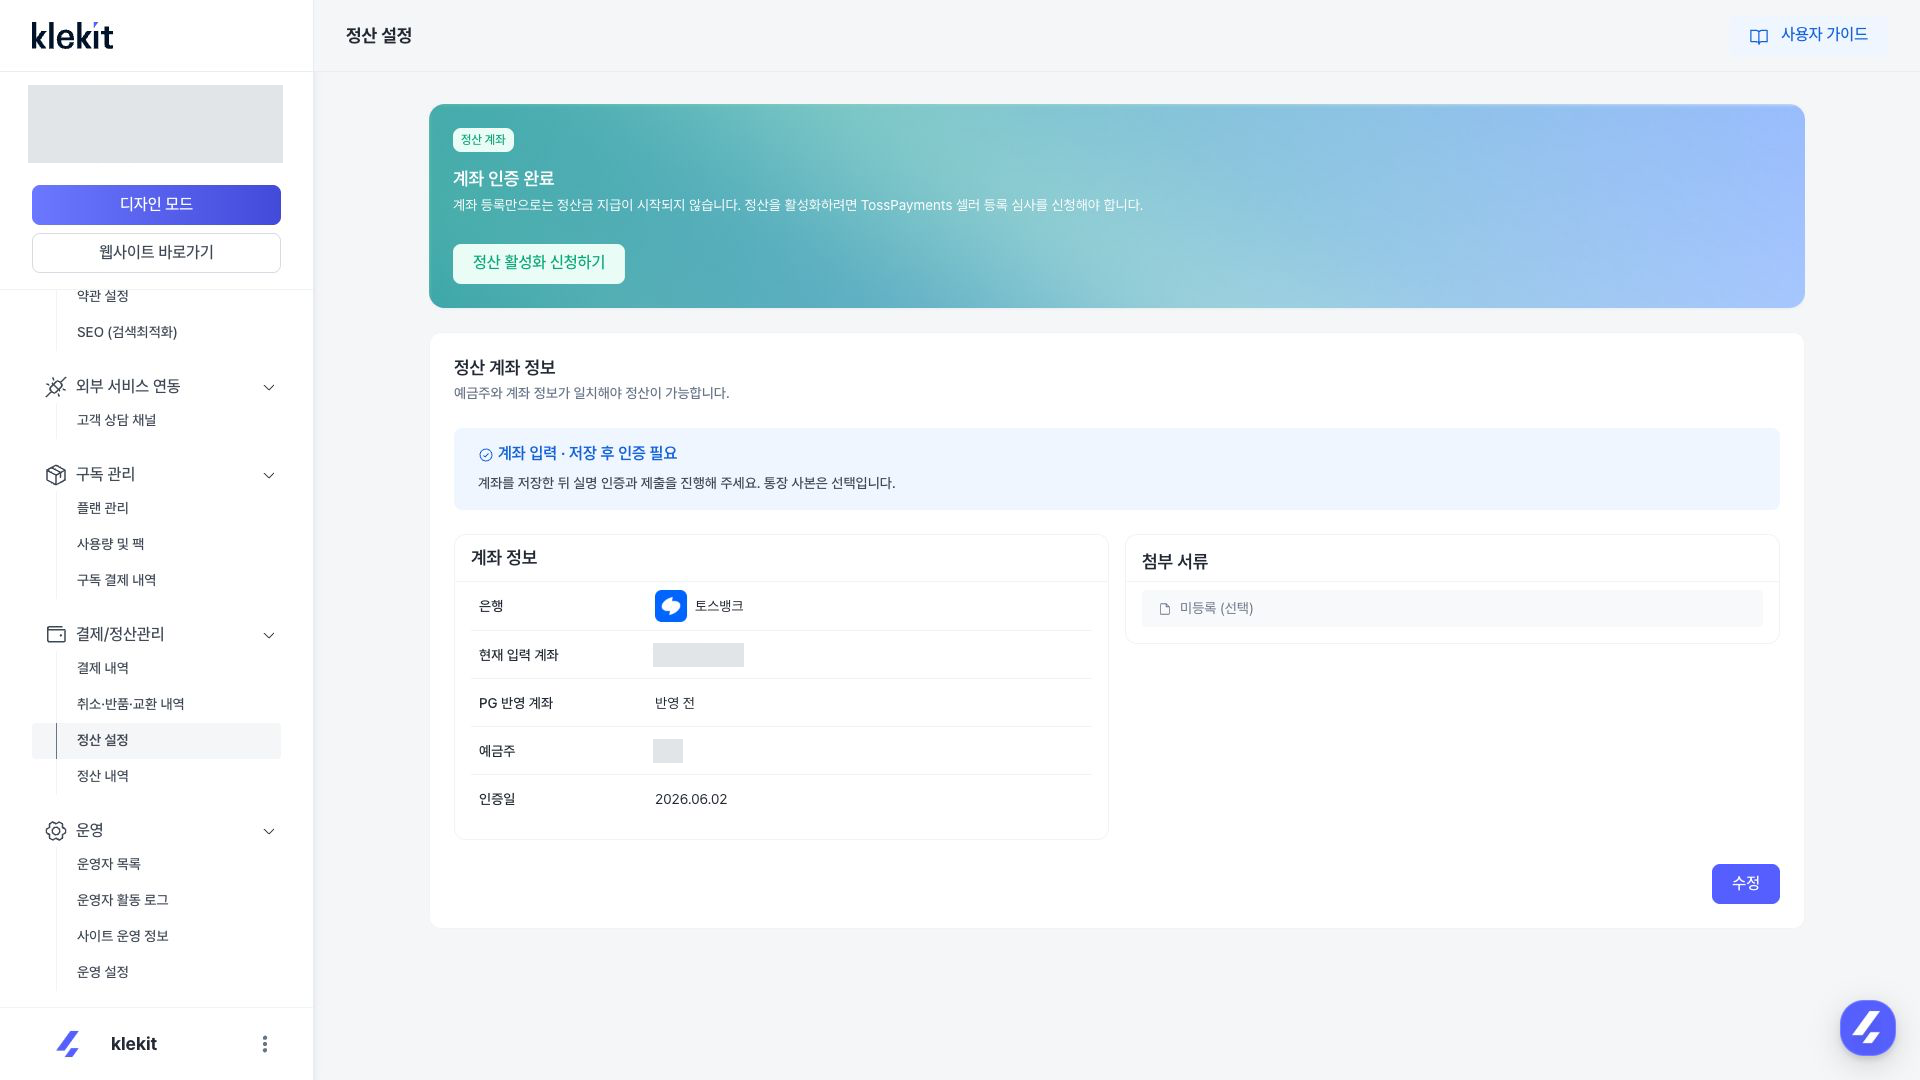 klekit
정산 설정
사용자 가이드
디자인 모드
웹사이트 바로가기
약관 설정
SEO (검색최적화)
외부 서비스 연동
고객 상담 채널
구독 관리
플랜 관리
사용량 및 팩
구독 결제 내역
결제/정산관리
결제 내역
취소·반품·교환 내역
정산 설정
정산 내역
운영
운영자 목록
운영자 활동 로그
사이트 운영 정보
운영 설정
klekit
정산 계좌
계좌 인증 완료
계좌 등록만으로는 정산금 지급이 시작되지 않습니다. 정산을 활성화하려면 TossPayments 셀러 등록 심사를 신청해야 합니다.
정산 활성화 신청하기
정산 계좌 정보
예금주와 계좌 정보가 일치해야 정산이 가능합니다.
계좌 입력 · 저장 후 인증 필요
계좌를 저장한 뒤 실명 인증과 제출을 진행해 주세요. 통장 사본은 선택입니다.
계좌 정보
은행 토스뱅크
현재 입력 계좌
PG 반영 계좌 반영 전
예금주
인증일 2026.06.02
첨부 서류
미등록 (선택)
수정